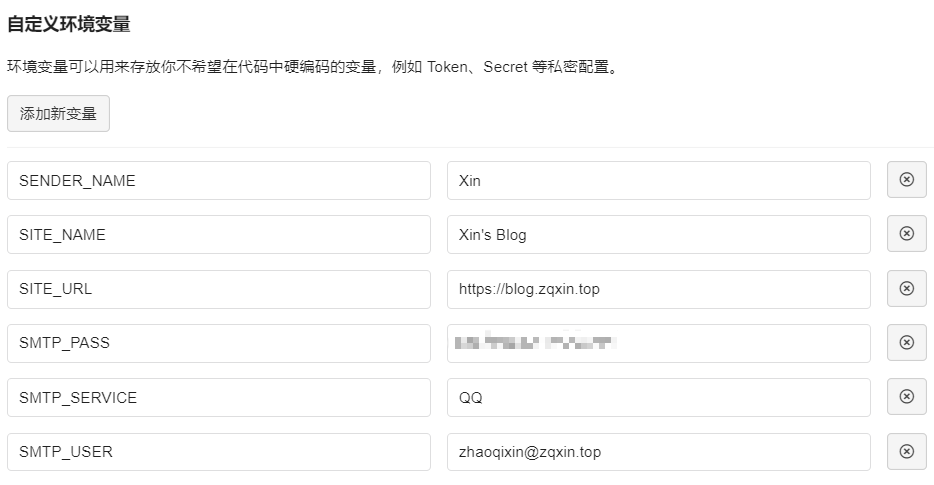 自定义环境变量
环境变量可以用来存放你不希望在代码中硬编码的变量，例如 Token、Secret 等私密配置。
添加新变量
SENDER_NAME Xin
SITE_NAME Xin's Blog
SITE_URL https://blog.zqxin.top
SMTP_PASS
SMTP_SERVICE QQ
SMTP_USER zhaoqixin@zqxin.top